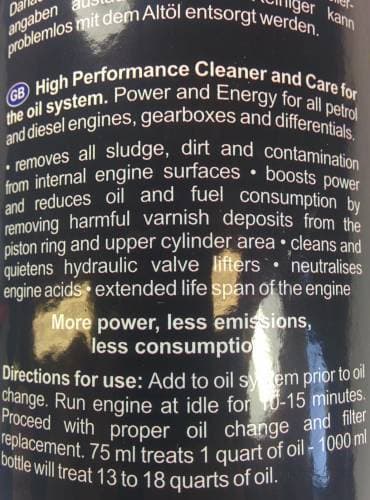 angaben
Reiniger kann
problemlos mit dem Altöl entsorgt werden.
GB High Performance Cleaner and Care for
the oil system. Power and Energy for all petrol
and diesel engines, gearboxes and differentials.
• removes all sludge, dirt and contamination
from internal engine surfaces • boosts power
and reduces oil and fuel consumption by
removing harmful varnish deposits from the
piston ring and upper cylinder area • cleans and
quietens hydraulic valve lifters • neutralises
engine acids • extended life span of the engine
More power, less emissions,
less consumption
Directions for use: Add to oil system prior to oil
change. Run engine at idle for 10-15 minutes.
Proceed with proper oil change and filter
replacement. 75 ml treats 1 quart of oil - 1000 ml
bottle will treat 13 to 18 quarts of oil.